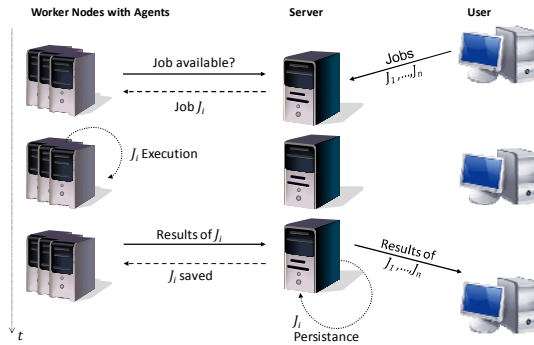 Worker Nodes with Agents
Server
User
Job available?
Jobs
J1,...,Jn
Job Ji
Ji Execution
Results of Ji
Results of
J1,...,Jn
Ji saved
Ji
Persistance
t